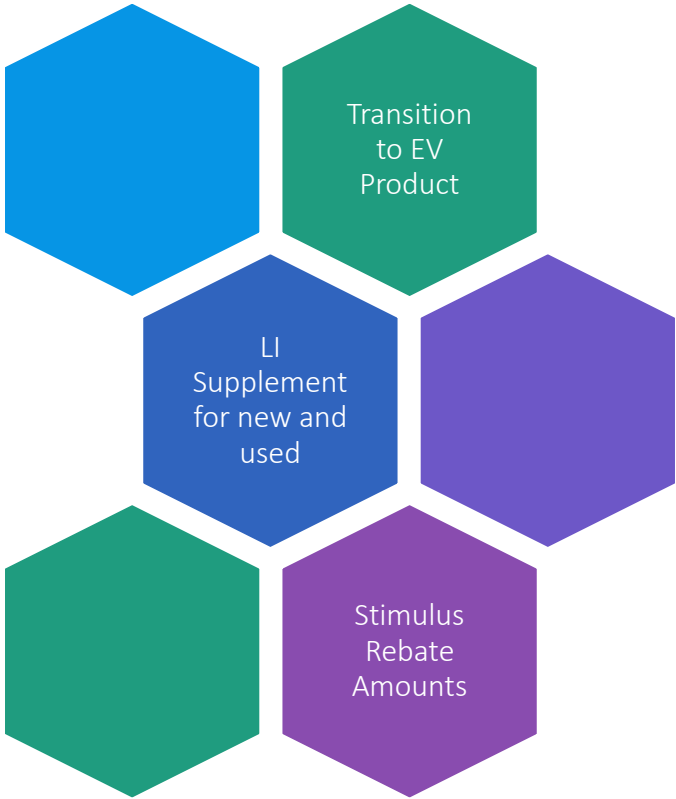 Transition
to EV
Product
LI
Supplement
for new and
used
Stimulus
Rebate
Amounts